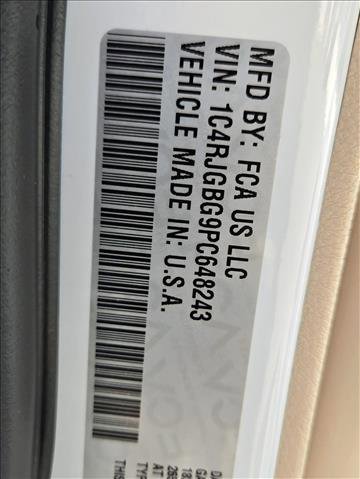 MFD BY: FCA US LLC
VIN: 1C4RJGBG9PC648243
VEHICLE MADE IN: U.S.A.